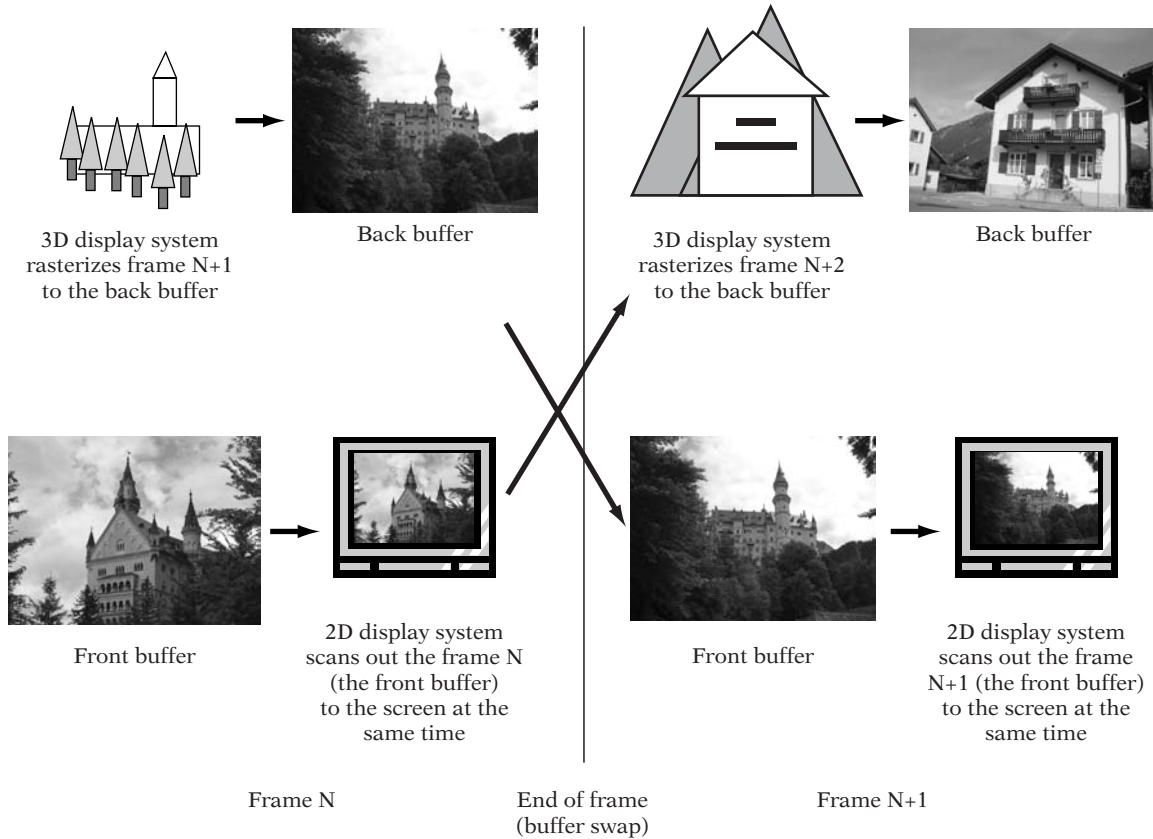 3D display system
rasterizes frame N+1
to the back buffer
Back buffer
3D display system
rasterizes frame N+2
to the back buffer
Back buffer
Front buffer
2D display system
scans out the frame N
(the front buffer)
to the screen at the
same time
Front buffer
2D display system
scans out the frame
N+1 (the front buffer)
to the screen at the
same time
Frame N
End of frame
(buffer swap)
Frame N+1